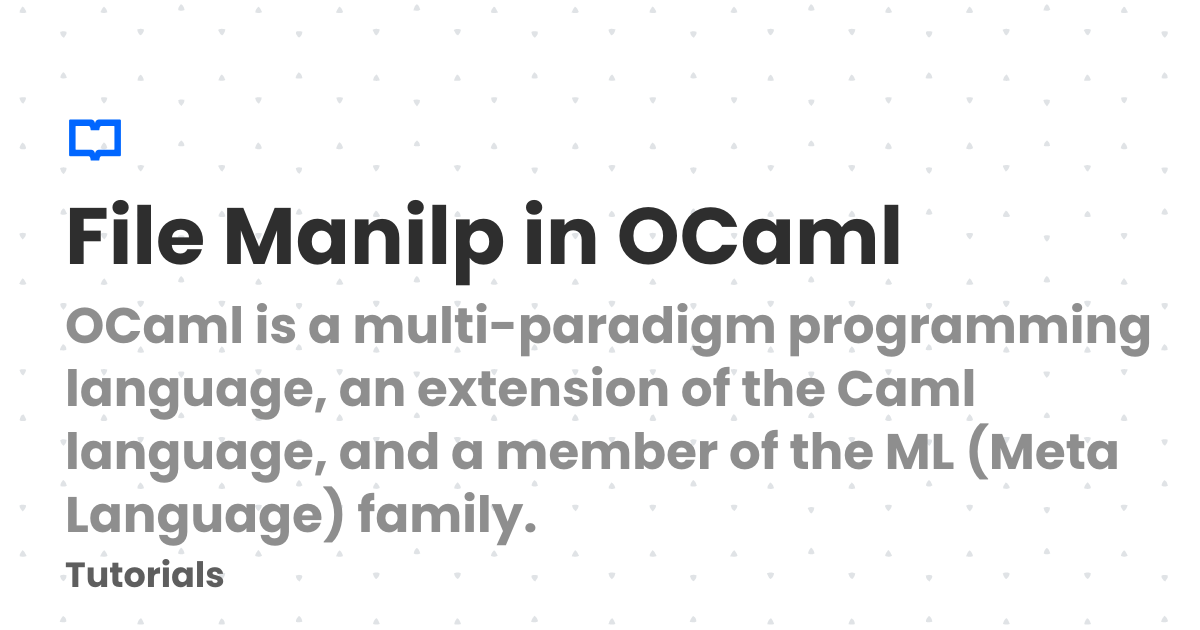 File Manilp in OCaml
OCaml is a multi-paradigm programming
language, an extension of the Caml
language, and a member of the ML (Meta
Language) family.
Tutorials